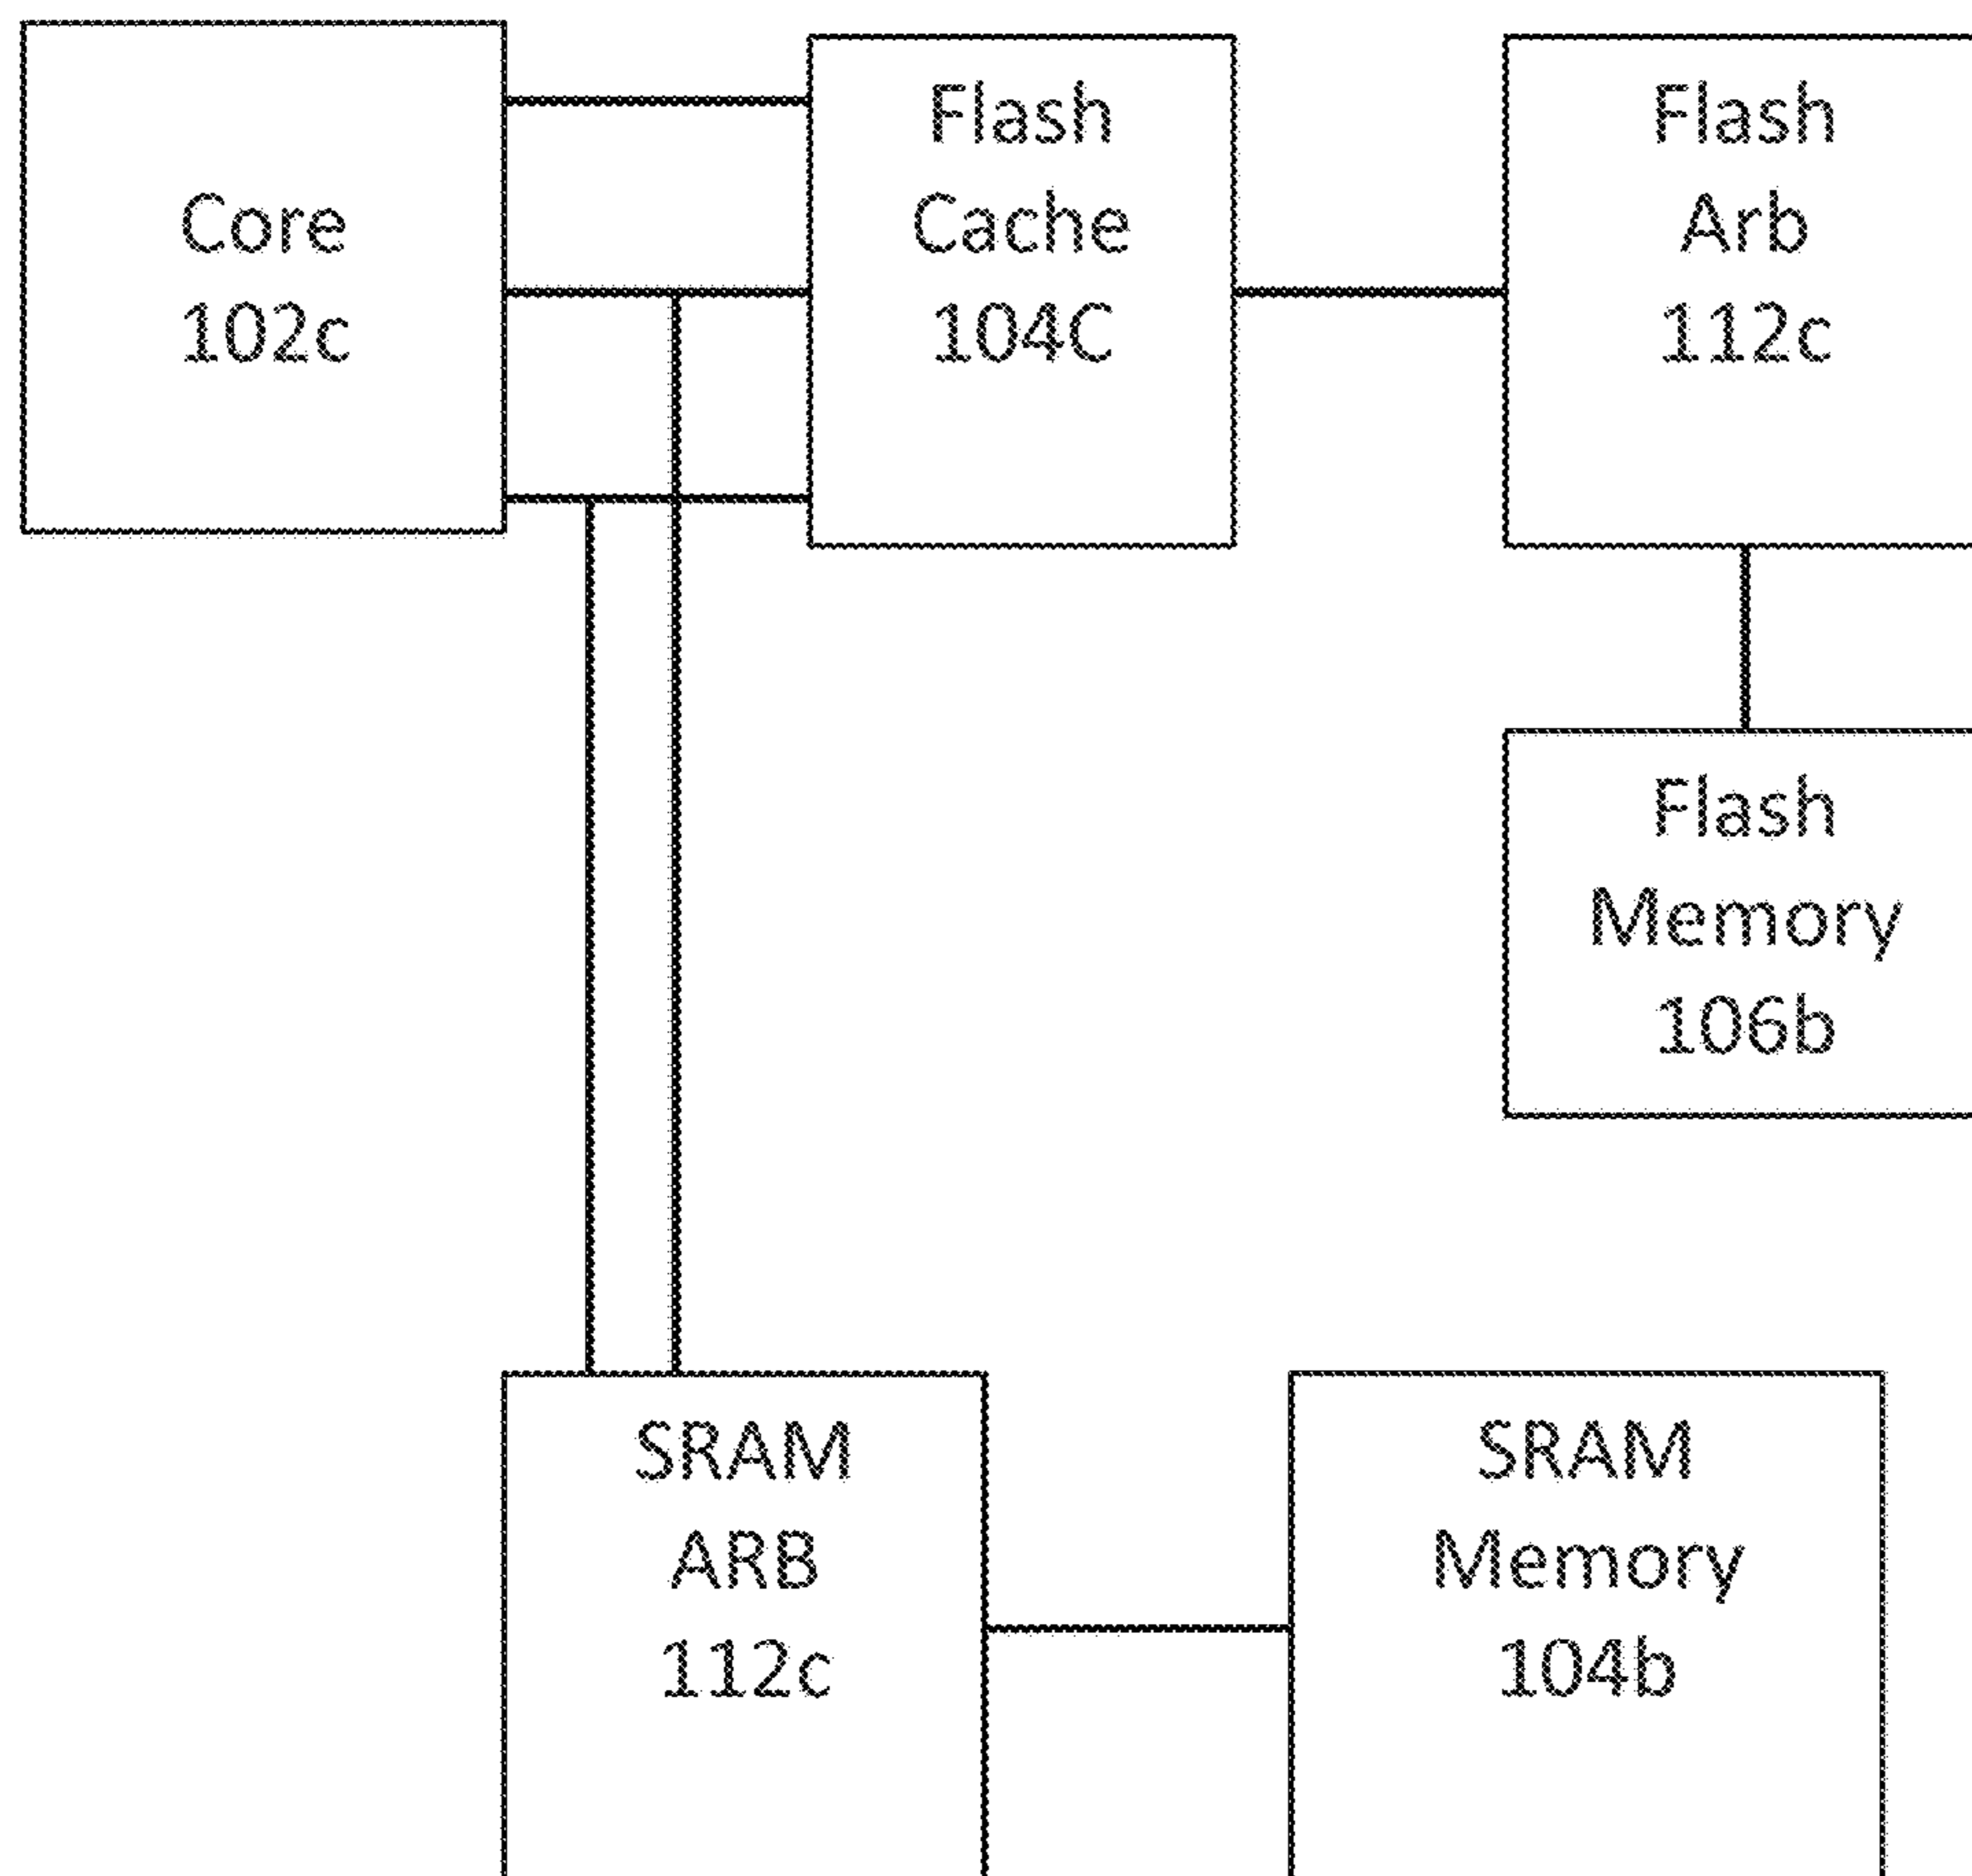 Core
102c
Flash
Cache
104C
Flash
Arb
112c
Flash
Memory
106b
SRAM
ARB
112c
SRAM
Memory
104b